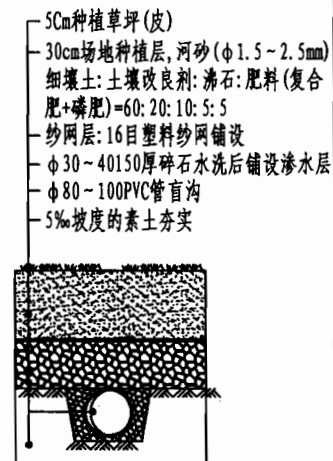 5Cm种植草坪(皮)
30cm场地种植层,河砂(ф1.5~2.5mm)
细壤土:土壤改良剂:沸石:肥料(复合
肥+磷肥)=60:20:10:5:5
纱网层:16目塑料纱网铺设
ф30~40150厚碎石水洗后铺设渗水层
ф80~100PVC管盲沟
5‰坡度的素土夯实